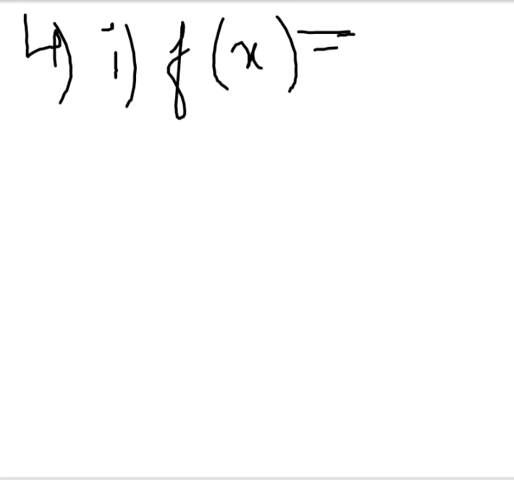 4) i) f(x) =